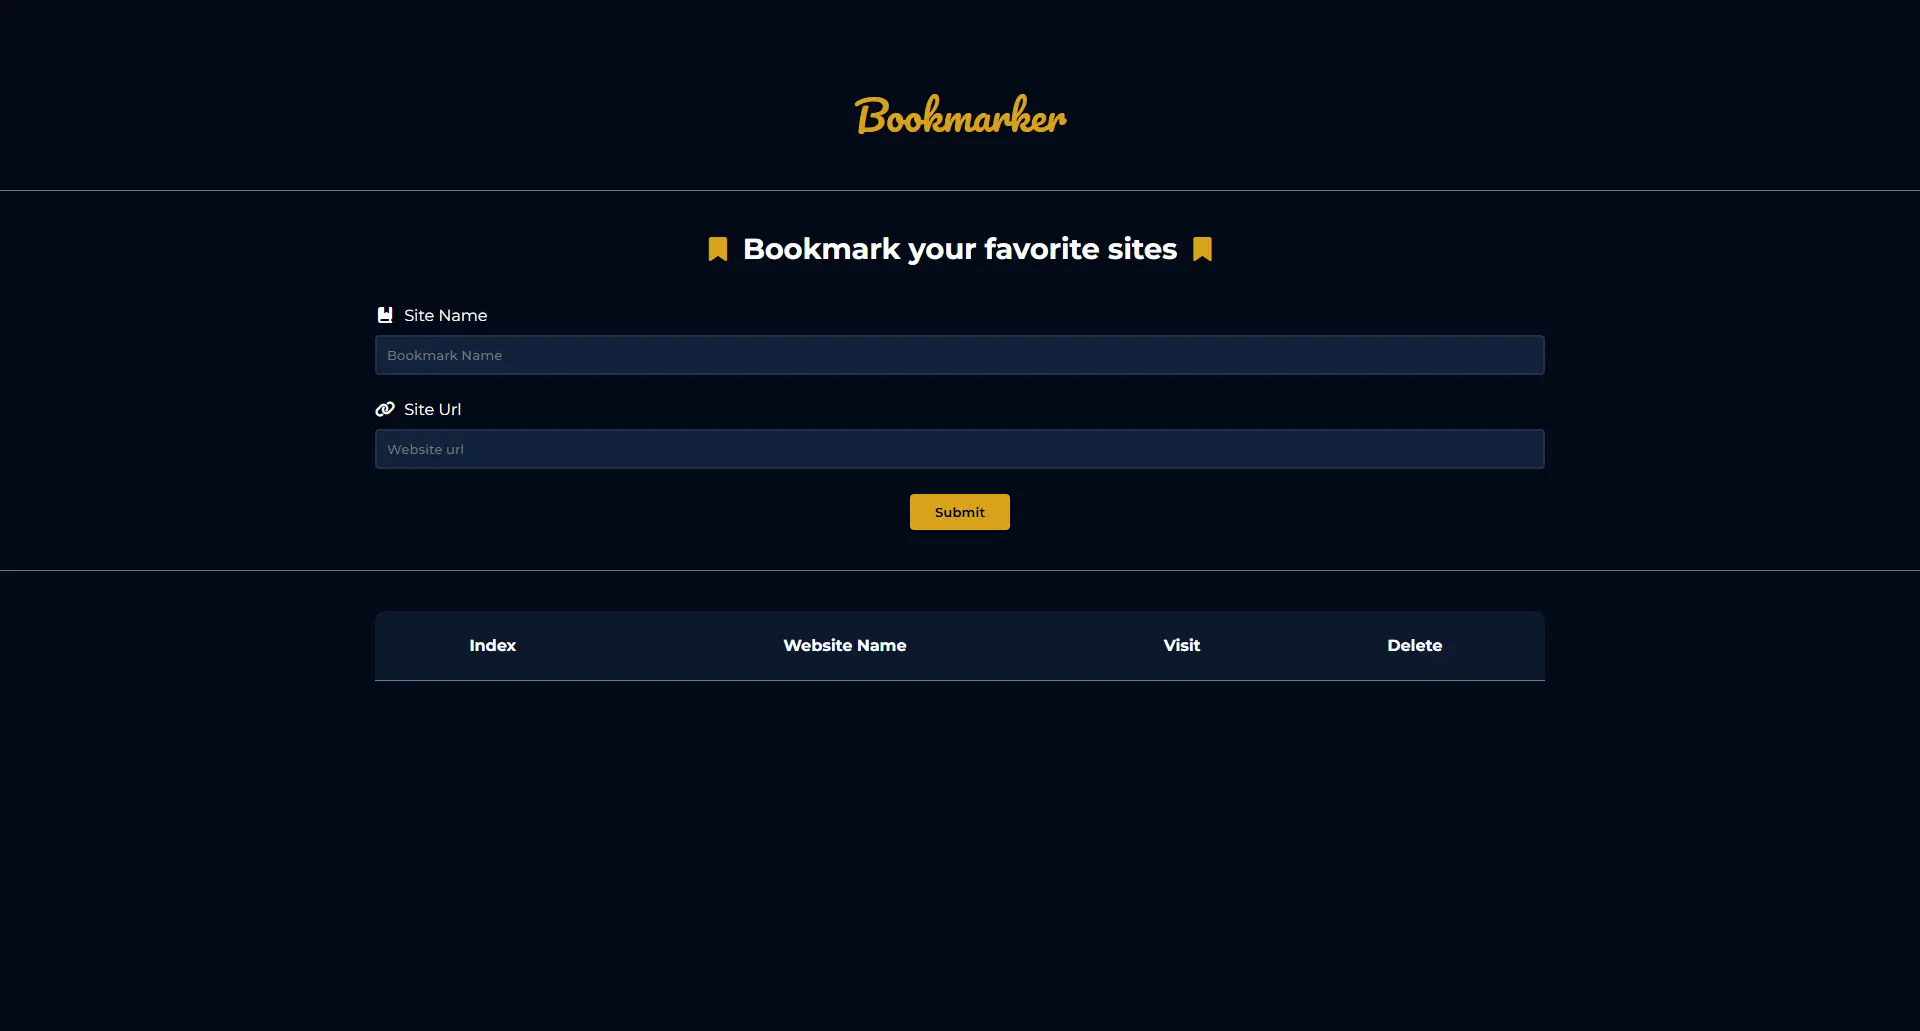 Bookmarker
Bookmark your favorite sites
Site Name
Bookmark Name
Site Url
Website url
Submit
Index Website Name Visit Delete